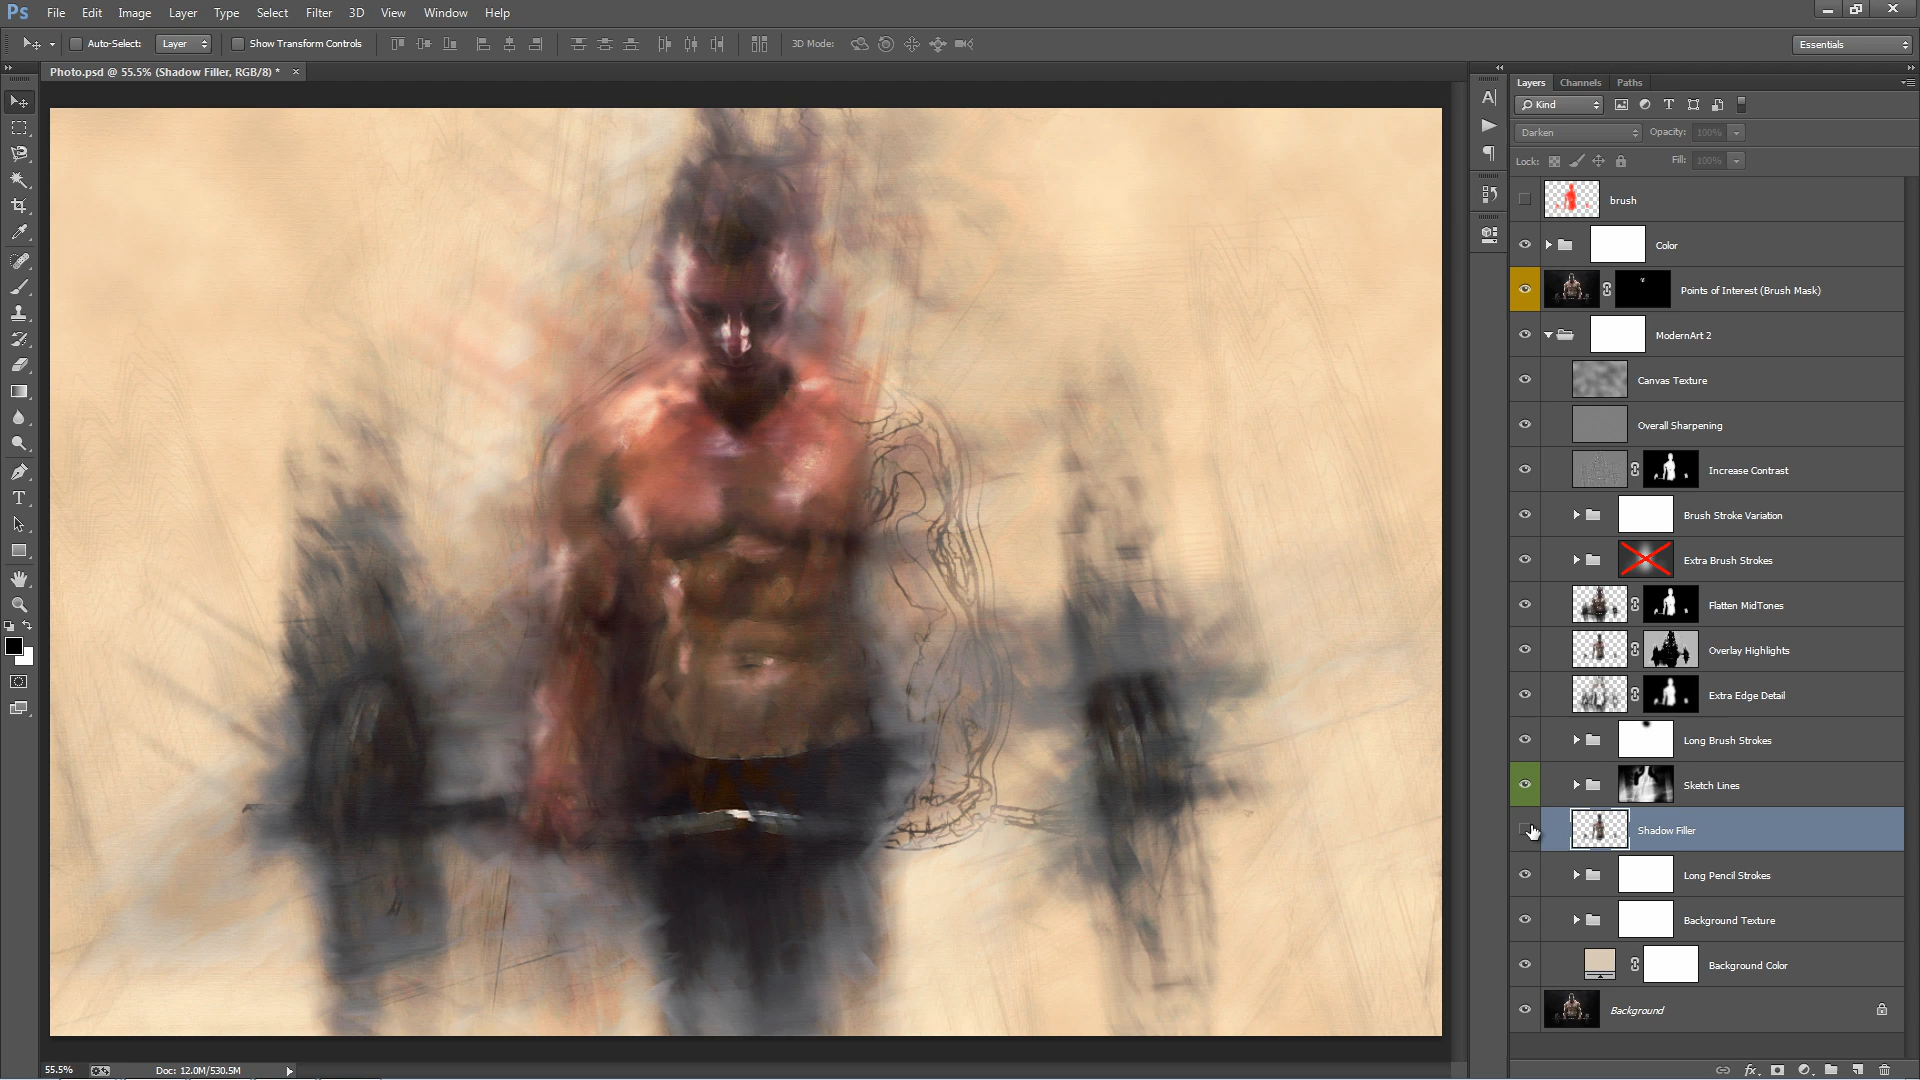 Ps File Edit Image Layer Type Select Filter 3D View Window Help
Auto-Select: Layer Show Transform Controls 3D Mode: Essentials
Photo.psd @ 55.5% (Shadow Filler, RGB/8) * ×
Layers Channels Paths
Kind
Darken Opacity: 100%
Lock: Fill: 100%
brush
Color
Points of Interest (Brush Mask)
ModernArt 2
Canvas Texture
Overall Sharpening
Increase Contrast
Brush Stroke Variation
Extra Brush Strokes
Flatten MidTones
Overlay Highlights
Extra Edge Detail
Long Brush Strokes
Sketch Lines
Shadow Filler
Long Pencil Strokes
Background Texture
Background Color
Background
55.5% Doc: 12.0M/530.5M